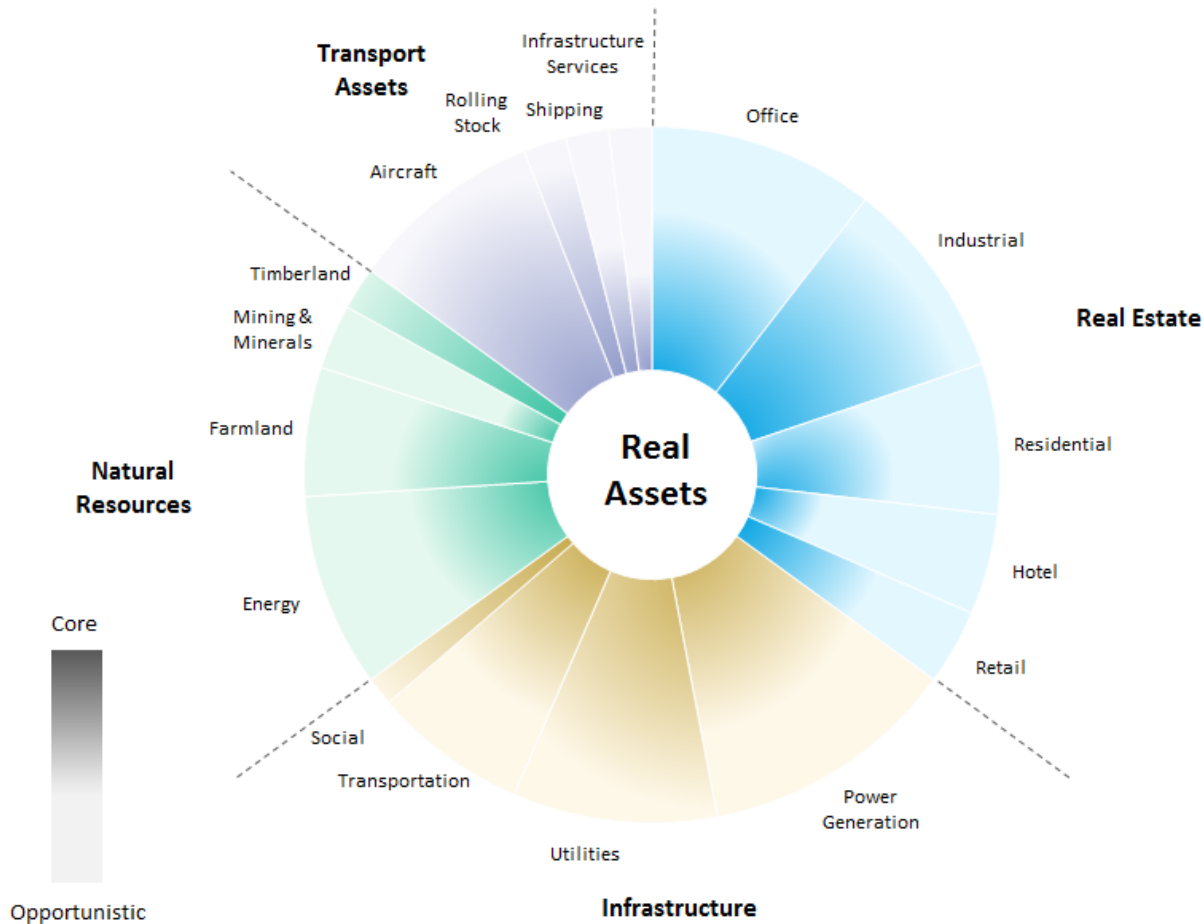 Transport
Assets
Infrastructure
Services
Rolling
Stock
Shipping
Office
Aircraft
Industrial
Timberland
Mining &
Minerals
Real Estate
Farmland
Real
Assets
Residential
Natural
Resources
Hotel
Energy
Core
Retail
Social
Transportation
Power
Generation
Utilities
Opportunistic
Infrastructure